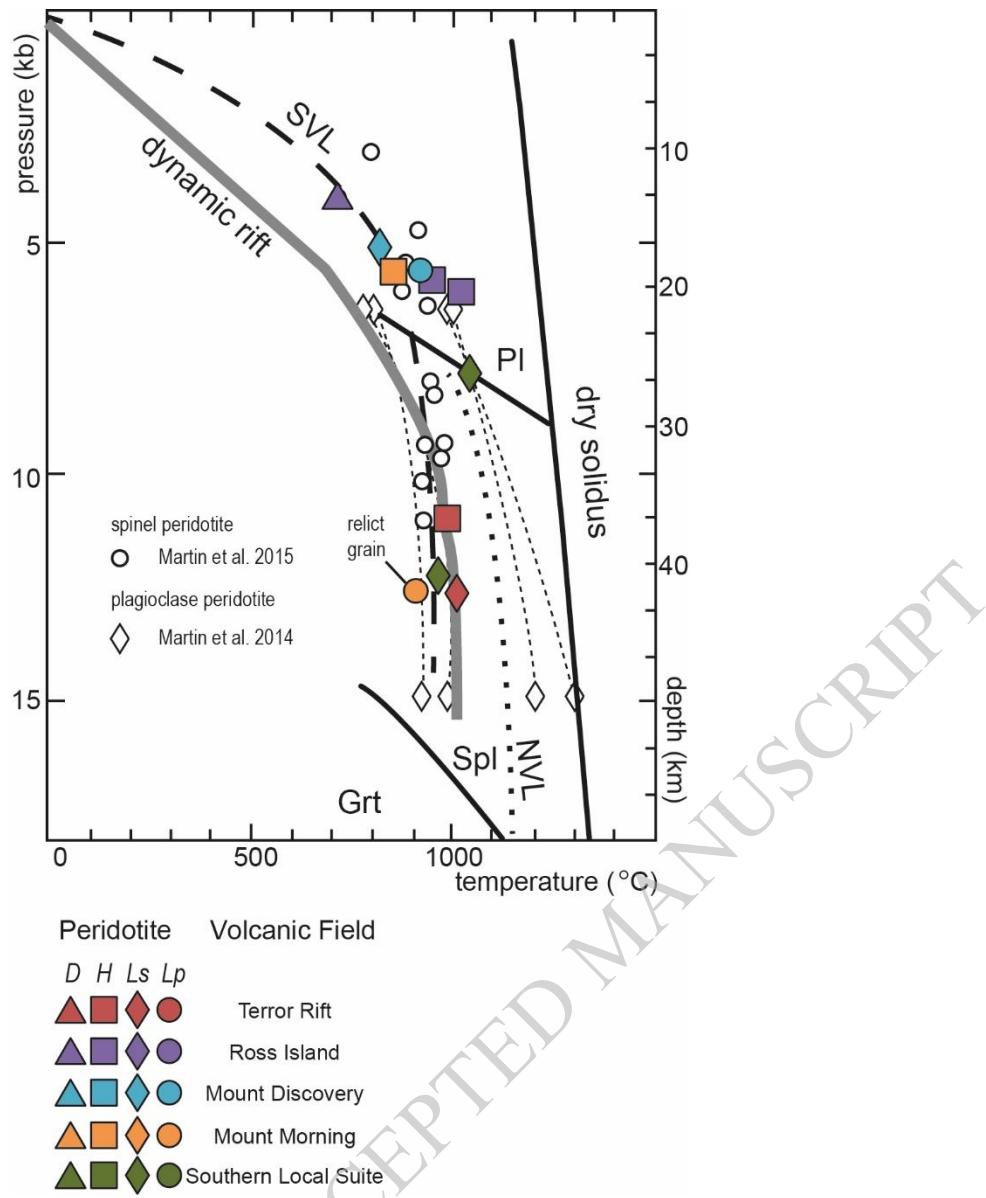 pressure (kb)
SVL
10
dynamic rift
5
20
Pl
30
dry solidus
10
spinel peridotite
Martin et al. 2015
relict
grain
40
plagioclase peridotite
Martin et al. 2014
15
depth (km)
Spl
NVL
Grt
0
500
1000
temperature (°C)
Peridotite Volcanic Field
D H Ls Lp
Terror Rift
Ross Island
Mount Discovery
Mount Morning
Southern Local Suite
CEPTED MANUSCRIPT